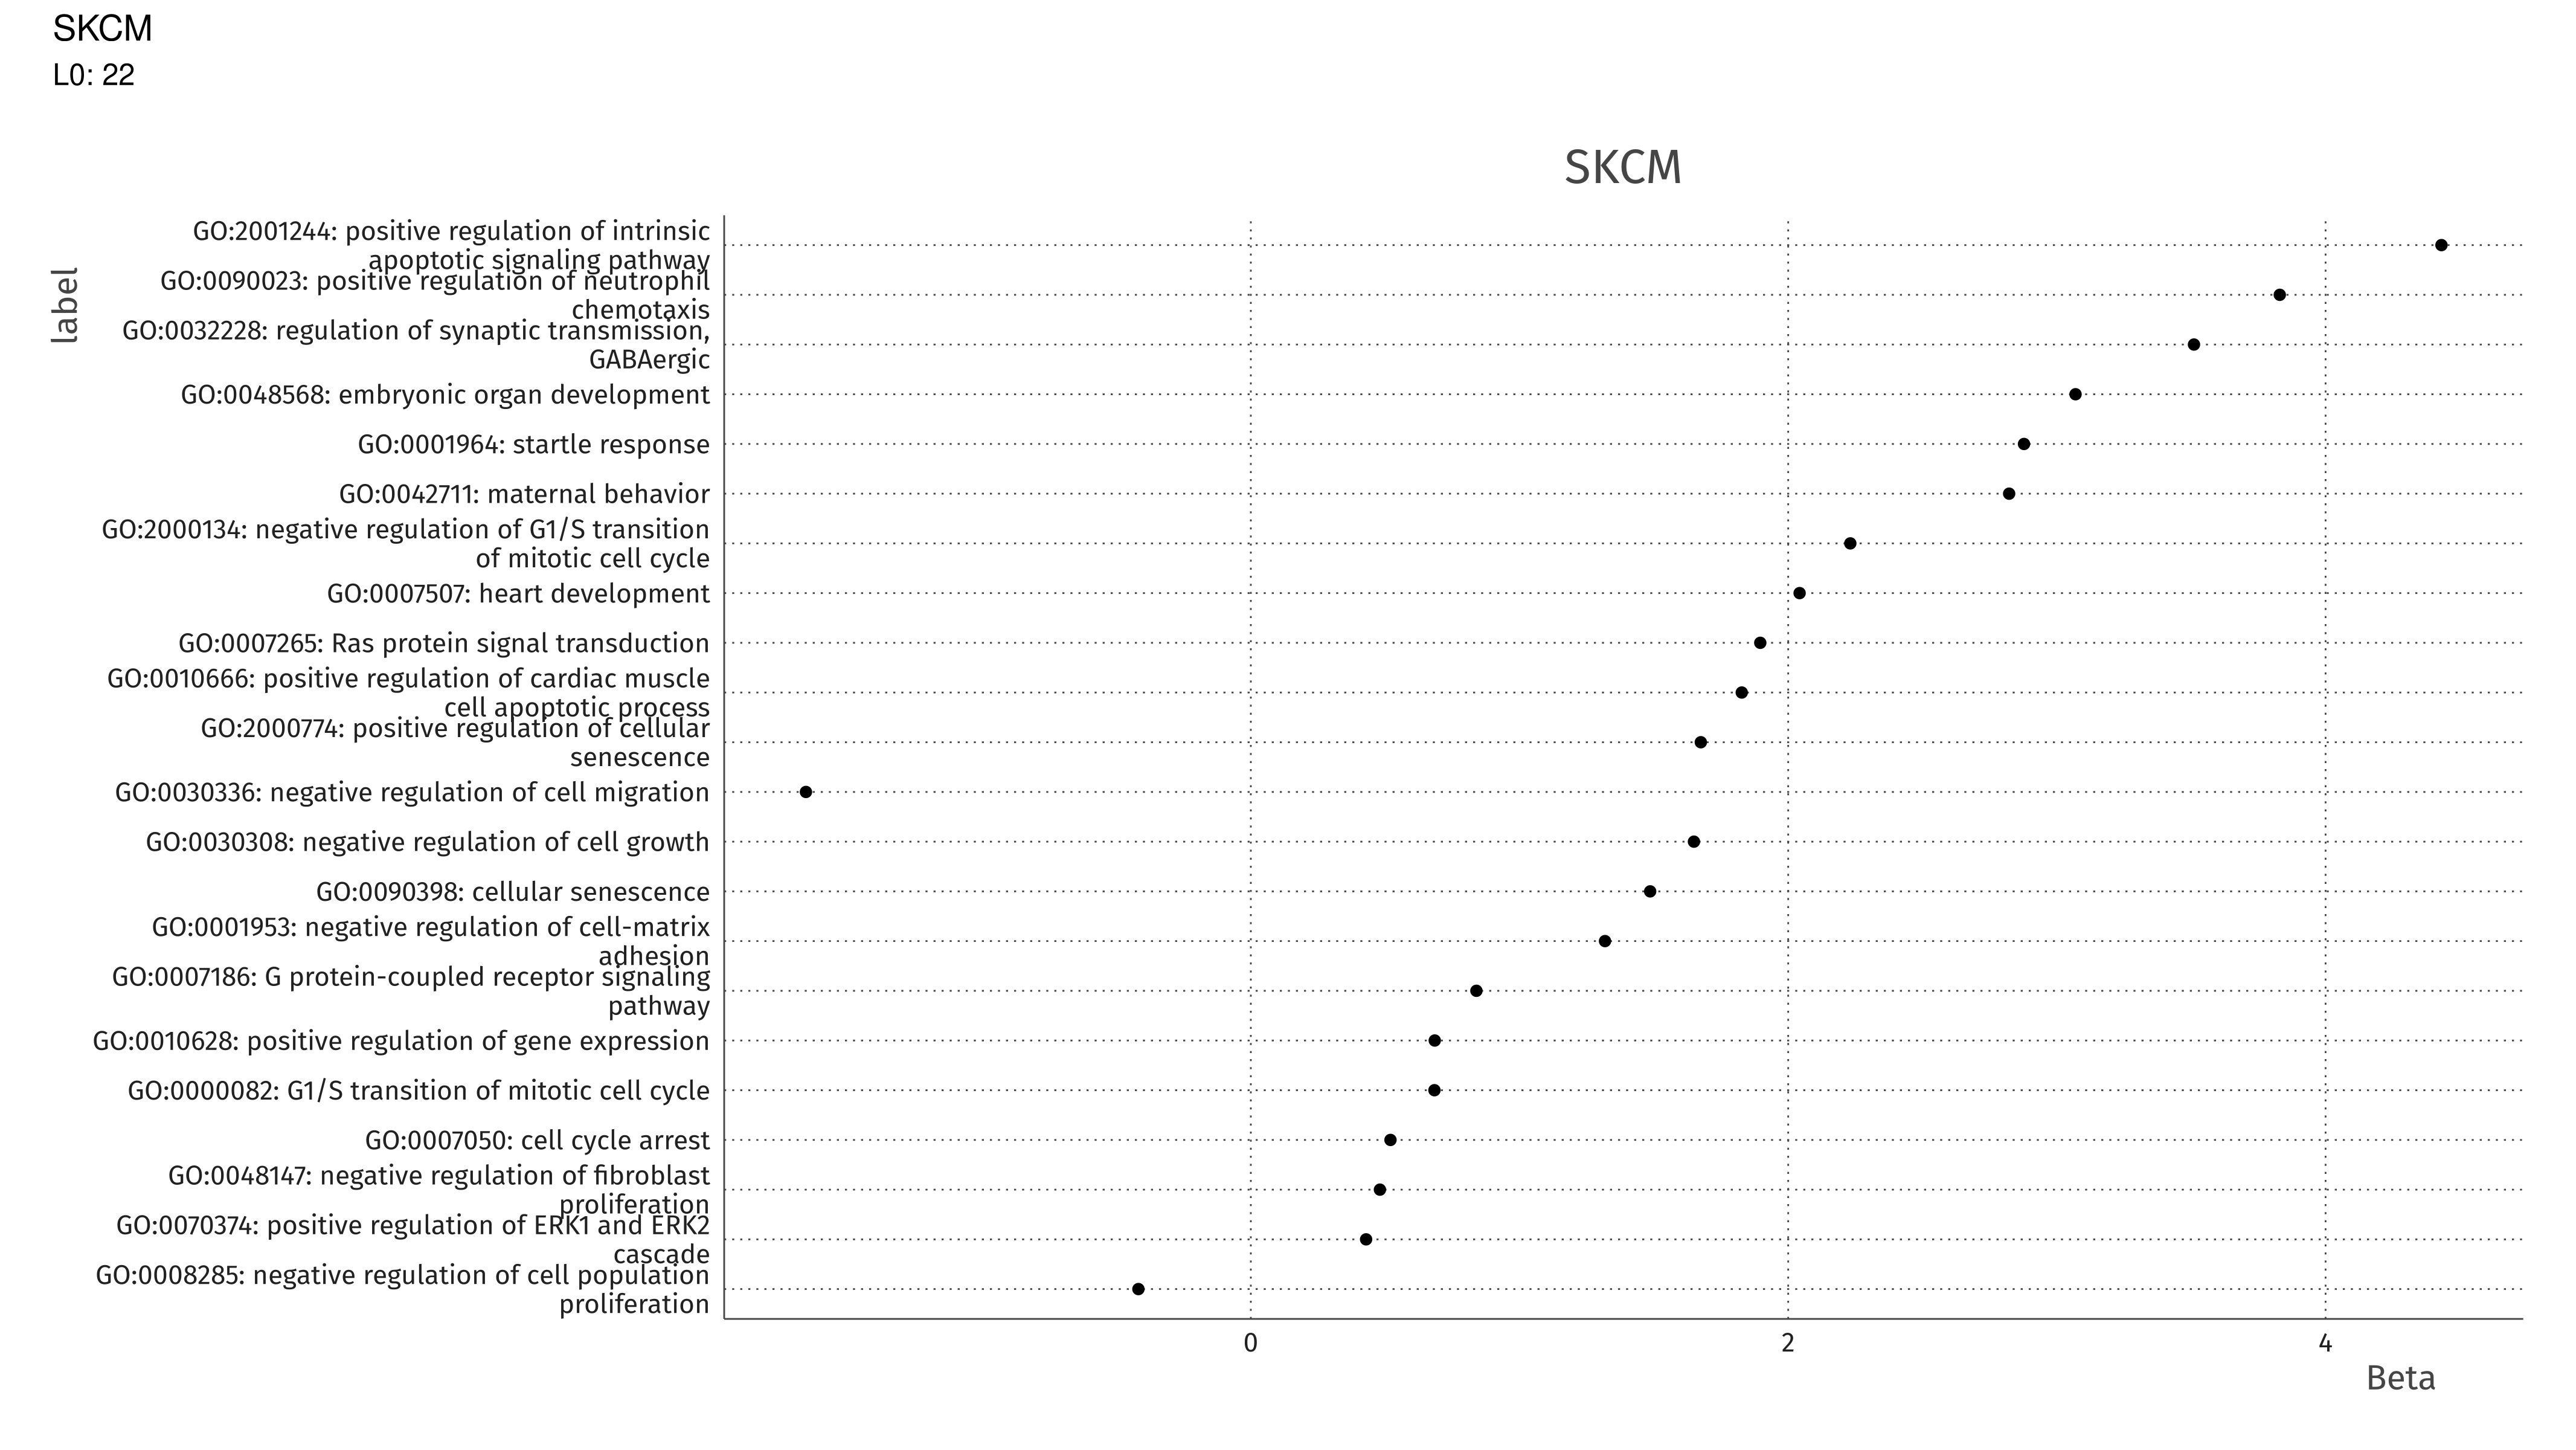 SKCM
L0: 22
SKCM
label
GO:2001244: positive regulation of intrinsic
apoptotic signaling pathway
GO:0090023: positive regulation of neutrophil
chemotaxis
GO:0032228: regulation of synaptic transmission,
GABAergic
GO:0048568: embryonic organ development
GO:0001964: startle response
GO:0042711: maternal behavior
GO:2000134: negative regulation of G1/S transition
of mitotic cell cycle
GO:0007507: heart development
GO:0007265: Ras protein signal transduction
GO:0010666: positive regulation of cardiac muscle
cell apoptotic process
GO:2000774: positive regulation of cellular
senescence
GO:0030336: negative regulation of cell migration
GO:0030308: negative regulation of cell growth
GO:0090398: cellular senescence
GO:0001953: negative regulation of cell-matrix
adhesion
GO:0007186: G protein-coupled receptor signaling
pathway
GO:0010628: positive regulation of gene expression
GO:0000082: G1/S transition of mitotic cell cycle
GO:0007050: cell cycle arrest
GO:0048147: negative regulation of fibroblast
proliferation
GO:0070374: positive regulation of ERK1 and ERK2
cascade
GO:0008285: negative regulation of cell population
proliferation
0 2 4
Beta